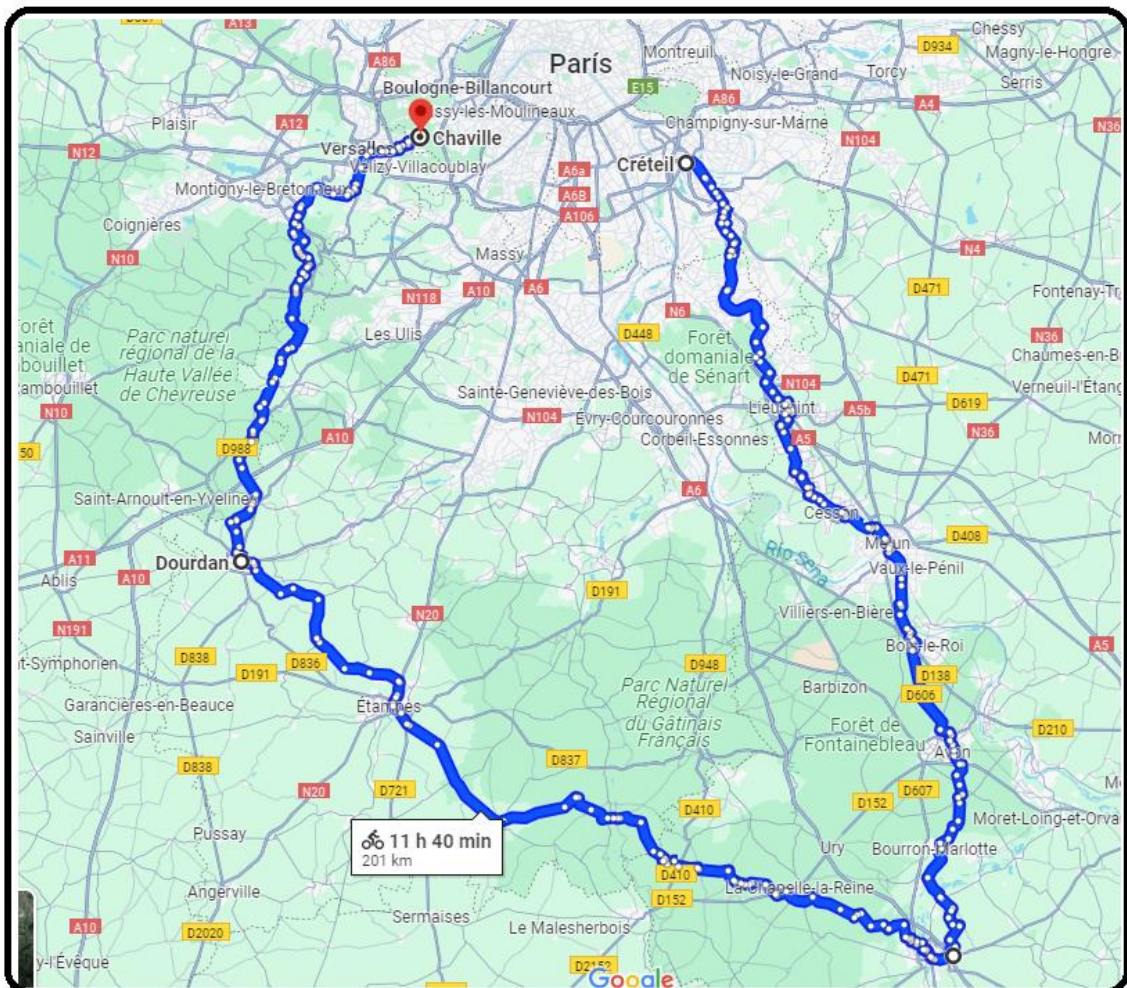 Chessy
A13
D934
Magny-le-Hongre
A86
Montreuil
París
Noisy-le-Grand
Torcy
Serris
E15
A86
A4
Boulogne-Billancourt
ssy-les-Moulineaux
Plaisir
A12
Champigny-sur-Marne
N36
Chaville
N12
Versalles
N104
Vélizy-Villacoublay
A6a
Créteil
Montigny-le-Bretonneux
A6B
A106
Coignières
N4
N10
Massy
A10
A6
D471
N118
Fontenay-Tr
N6
Les Ulis
D448
Forêt
domaniale
de Sénart
Parc naturel
régional de la
Haute Vallée
de Chevreuse
N36
Chaumes-en-B
D471
N104
Verneuil-l'Étang
Sainte-Geneviève-des-Bois
N10
N104
Évry-Courcouronnes
A5b
D619
Corbeil-Essonnes
A10
A5
N36
50
D988
A6
Saint-Arnoult-en-Yvelines
Cesson
Río Sena
Melun
D408
A11
Dourdan
Vaux-le-Pénil
Ablis
A10
D191
Villiers-en-Bière
N20
N191
Bois-le-Roi
A5
nt-Symphorien
D838
D836
D948
D138
D191
Barbizon
D606
Parc Naturel
Régional
du Gâtinais
Français
Garancières-en-Beauce
Étampes
Forêt de
Fontainebleau
D210
Sainville
Avon
D838
D837
N20
D721
D607
D152
D410
Moret-Loing-et-Orva
Pussay
11 h 40 min
201 km
Ury
Bourron-Marlotte
D410
Angerville
La Chapelle-la-Reine
D152
Sermaises
Le Malesherbois
A10
D2020
y-l'Évêque
D2152
Google